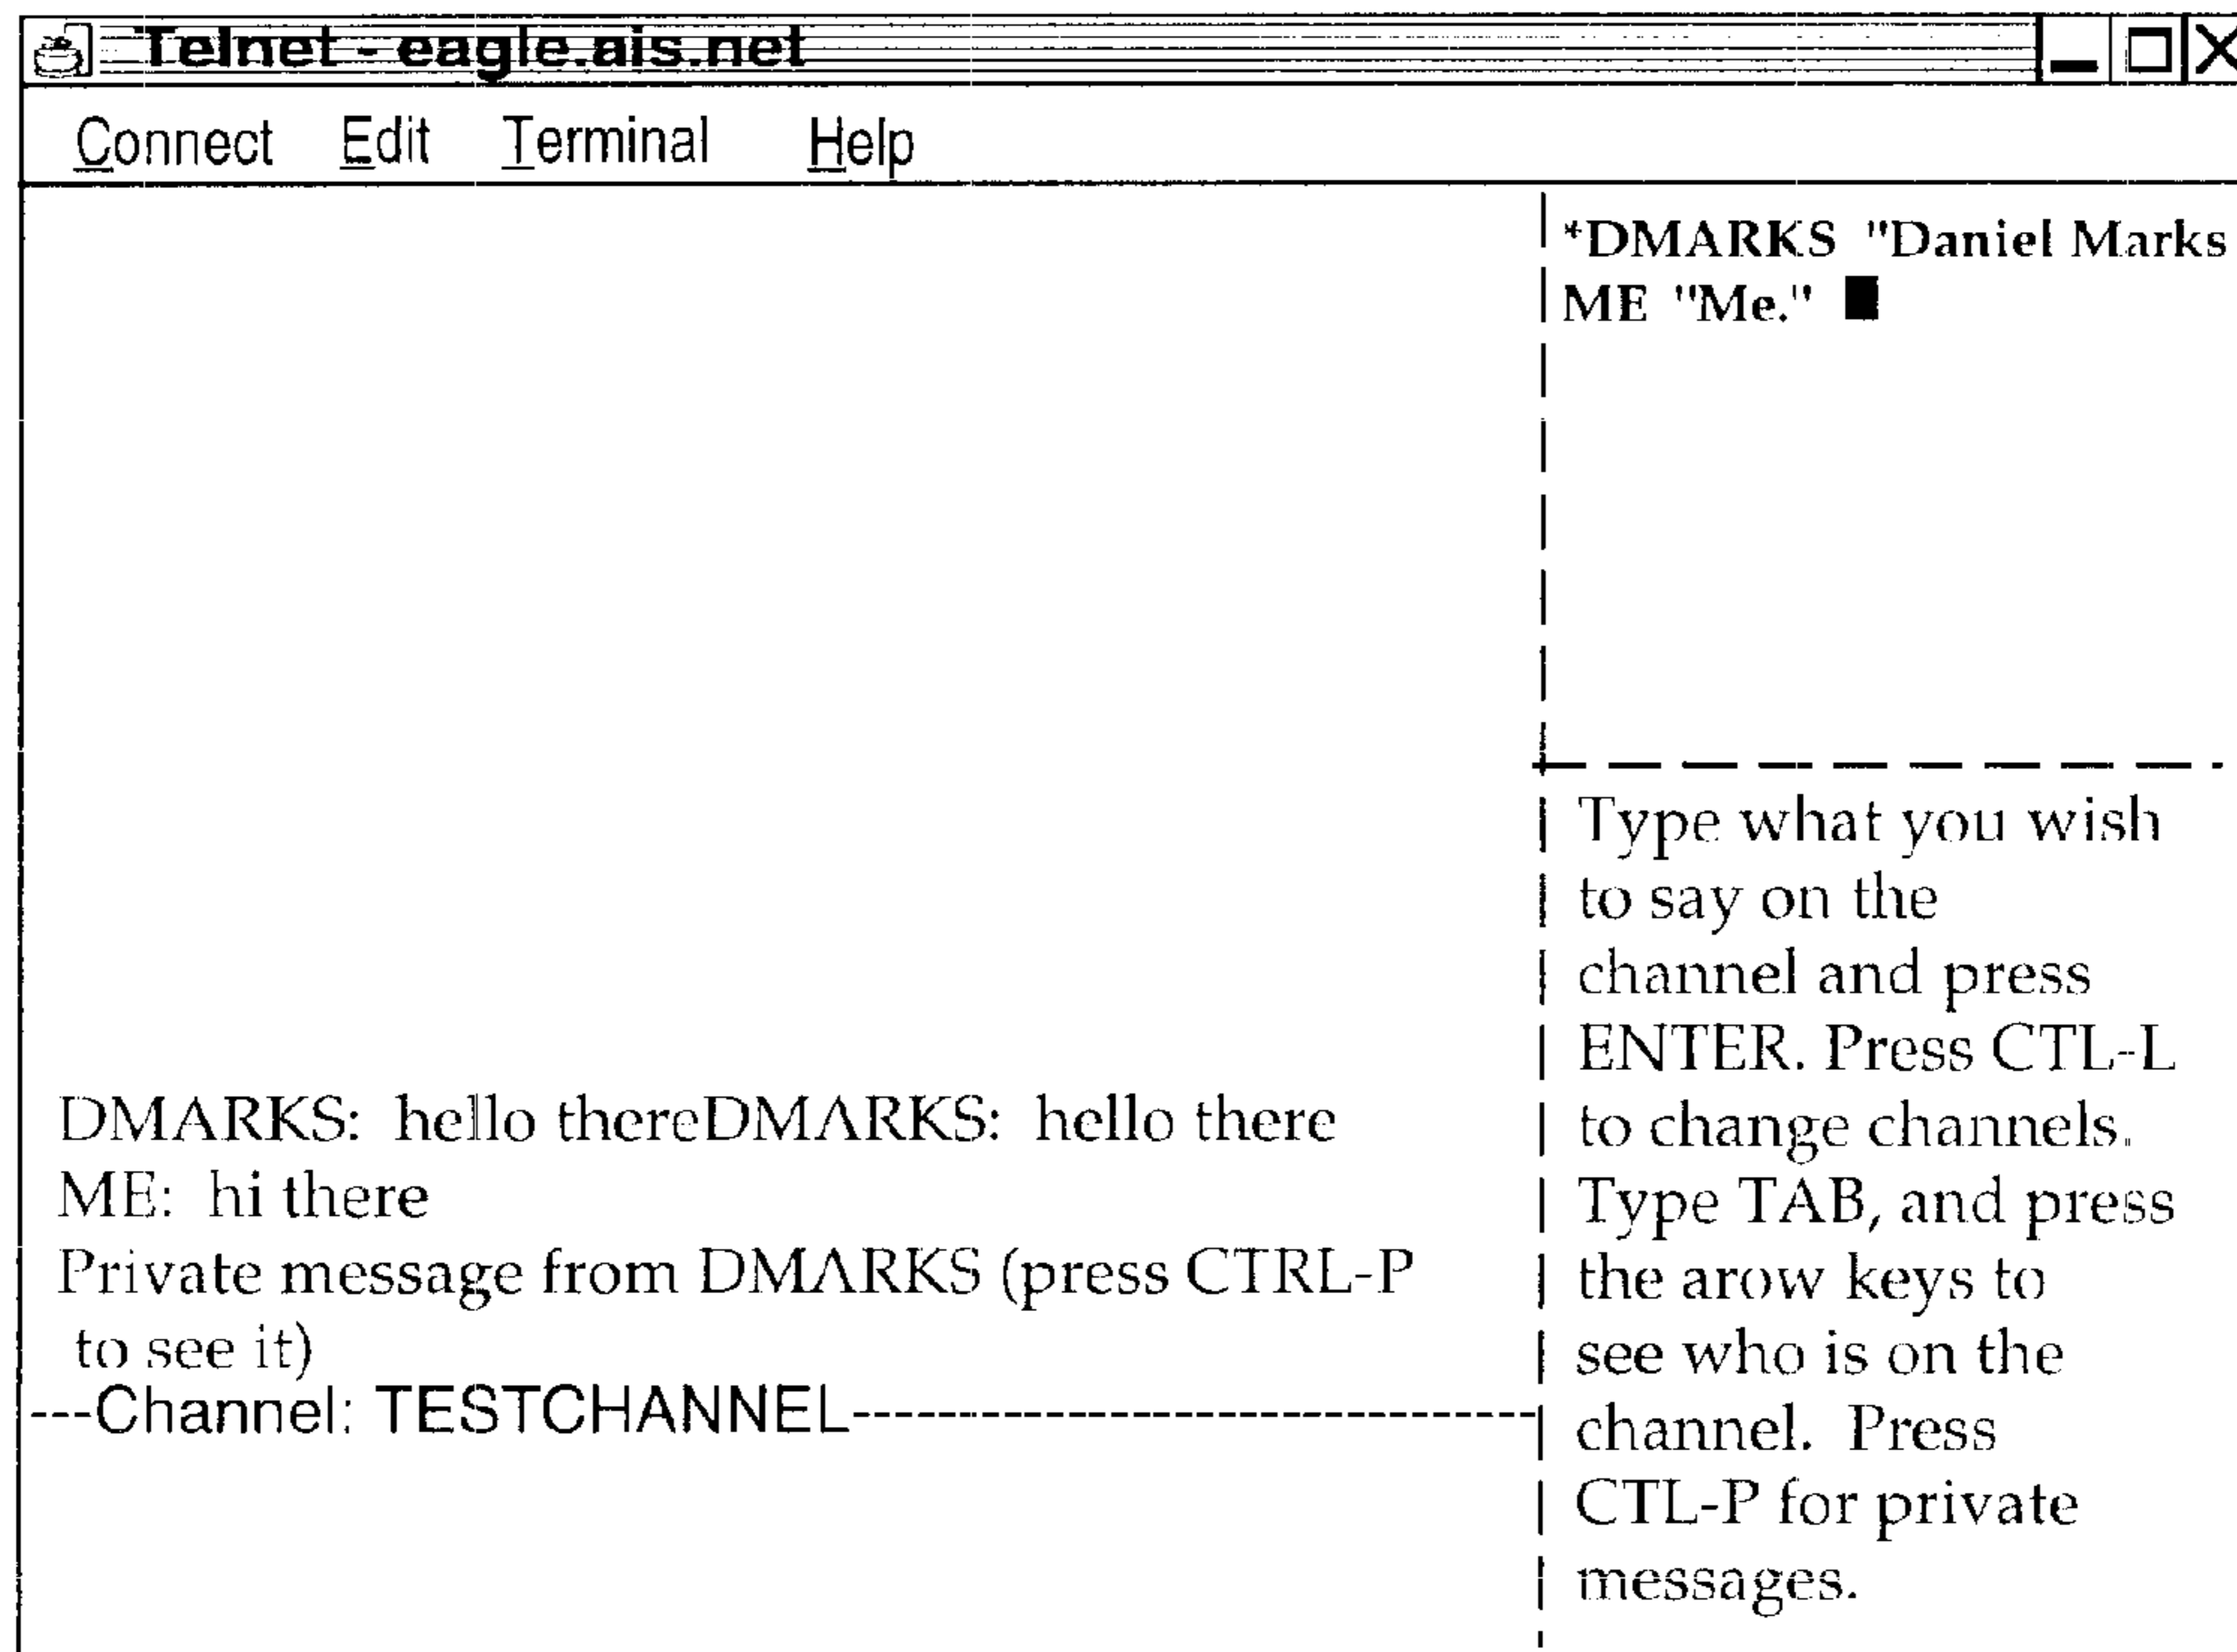 Telnet - eagle.ais.net
Connect Edit Terminal Help
*DMARKS "Daniel Marks
ME "Me."
DMARKS: hello thereDMARKS: hello there
ME: hi there
Private message from DMARKS (press CTRL-P
to see it)
---Channel: TESTCHANNEL----------------------------
Type what you wish
to say on the
channel and press
ENTER. Press CTL-L
to change channels.
Type TAB, and press
the arow keys to
see who is on the
channel. Press
CTL-P for private
messages.